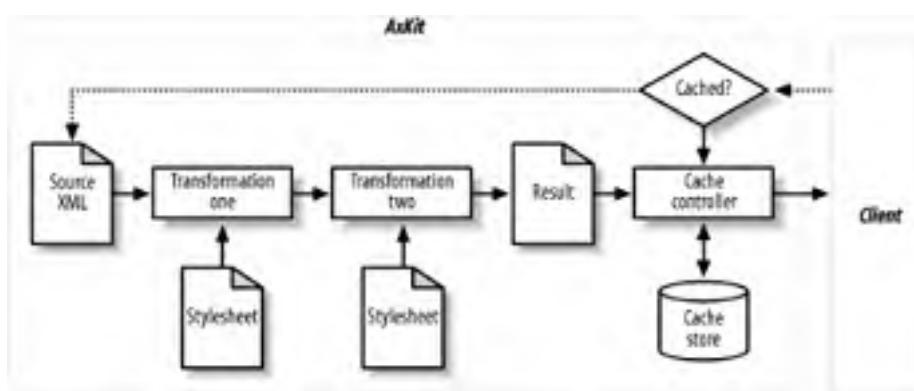 AxKit
Cached?
Source
XML
Transformation
one
Transformation
two
Result
Cache
controller
Client
Stylesheet
Stylesheet
Cache
store